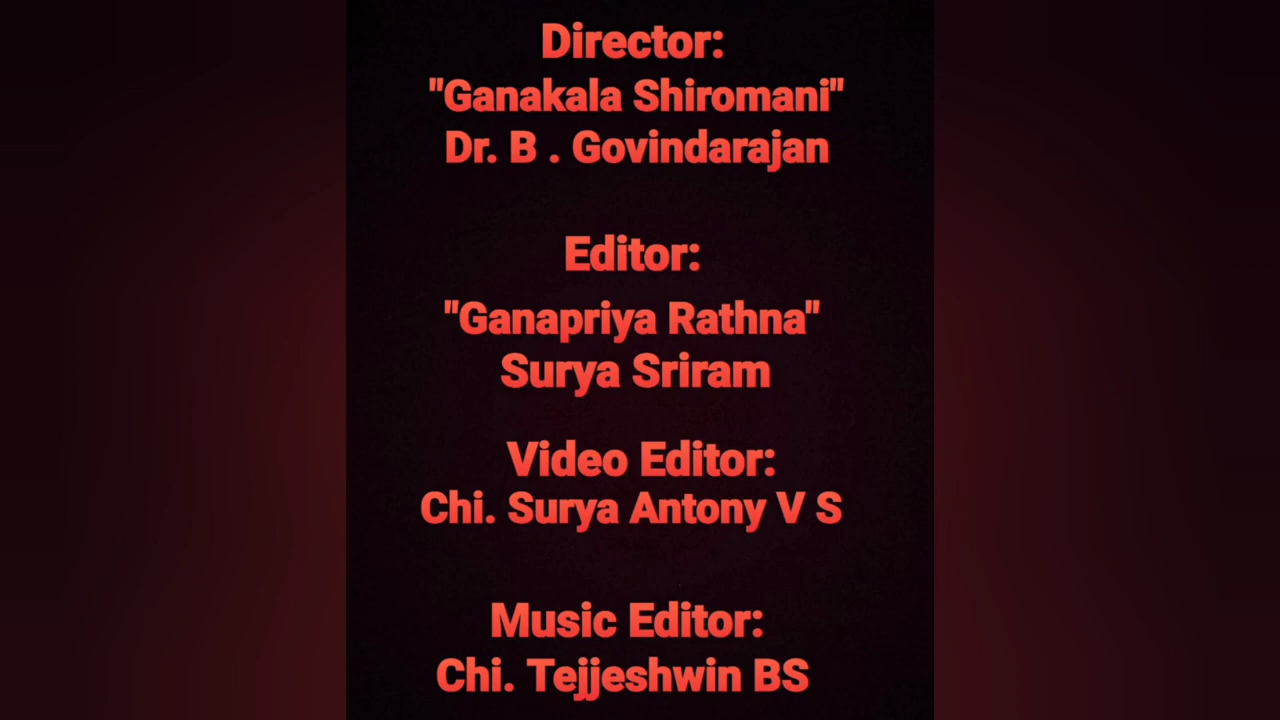 Director:
"Ganakala Shiromani"
Dr. B . Govindarajan
Editor:
"Ganapriya Rathna"
Surya Sriram
Video Editor:
Chi. Surya Antony V S
Music Editor:
Chi. Tejjeshwin BS